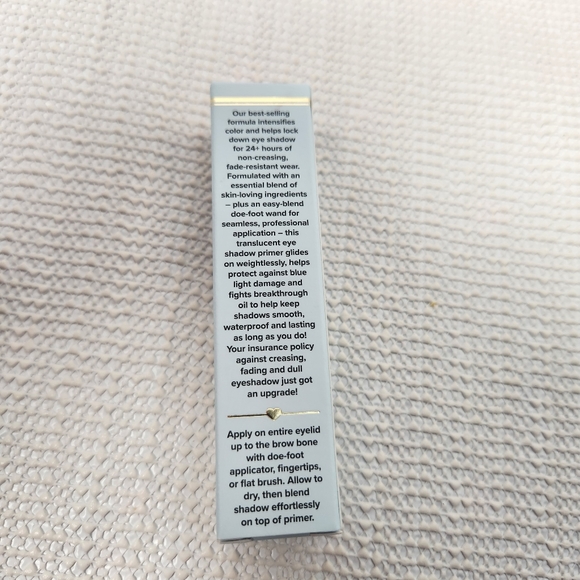 Our best-selling
formula intensifies
color and helps lock
down eye shadow
for 24+ hours of
non-creasing,
fade-resistant wear.
Formulated with an
essential blend of
skin-loving ingredients
– plus an easy-blend
doe-foot wand for
seamless, professional
application – this
translucent eye
shadow primer glides
on weightlessly, helps
protect against blue
light damage and
fights breakthrough
oil to help keep
shadows smooth,
waterproof and lasting
as long as you do!
Your insurance policy
against creasing,
fading and dull
eyeshadow just got
an upgrade!
Apply on entire eyelid
up to the brow bone
with doe-foot
applicator, fingertips,
or flat brush. Allow to
dry, then blend
shadow effortlessly
on top of primer.